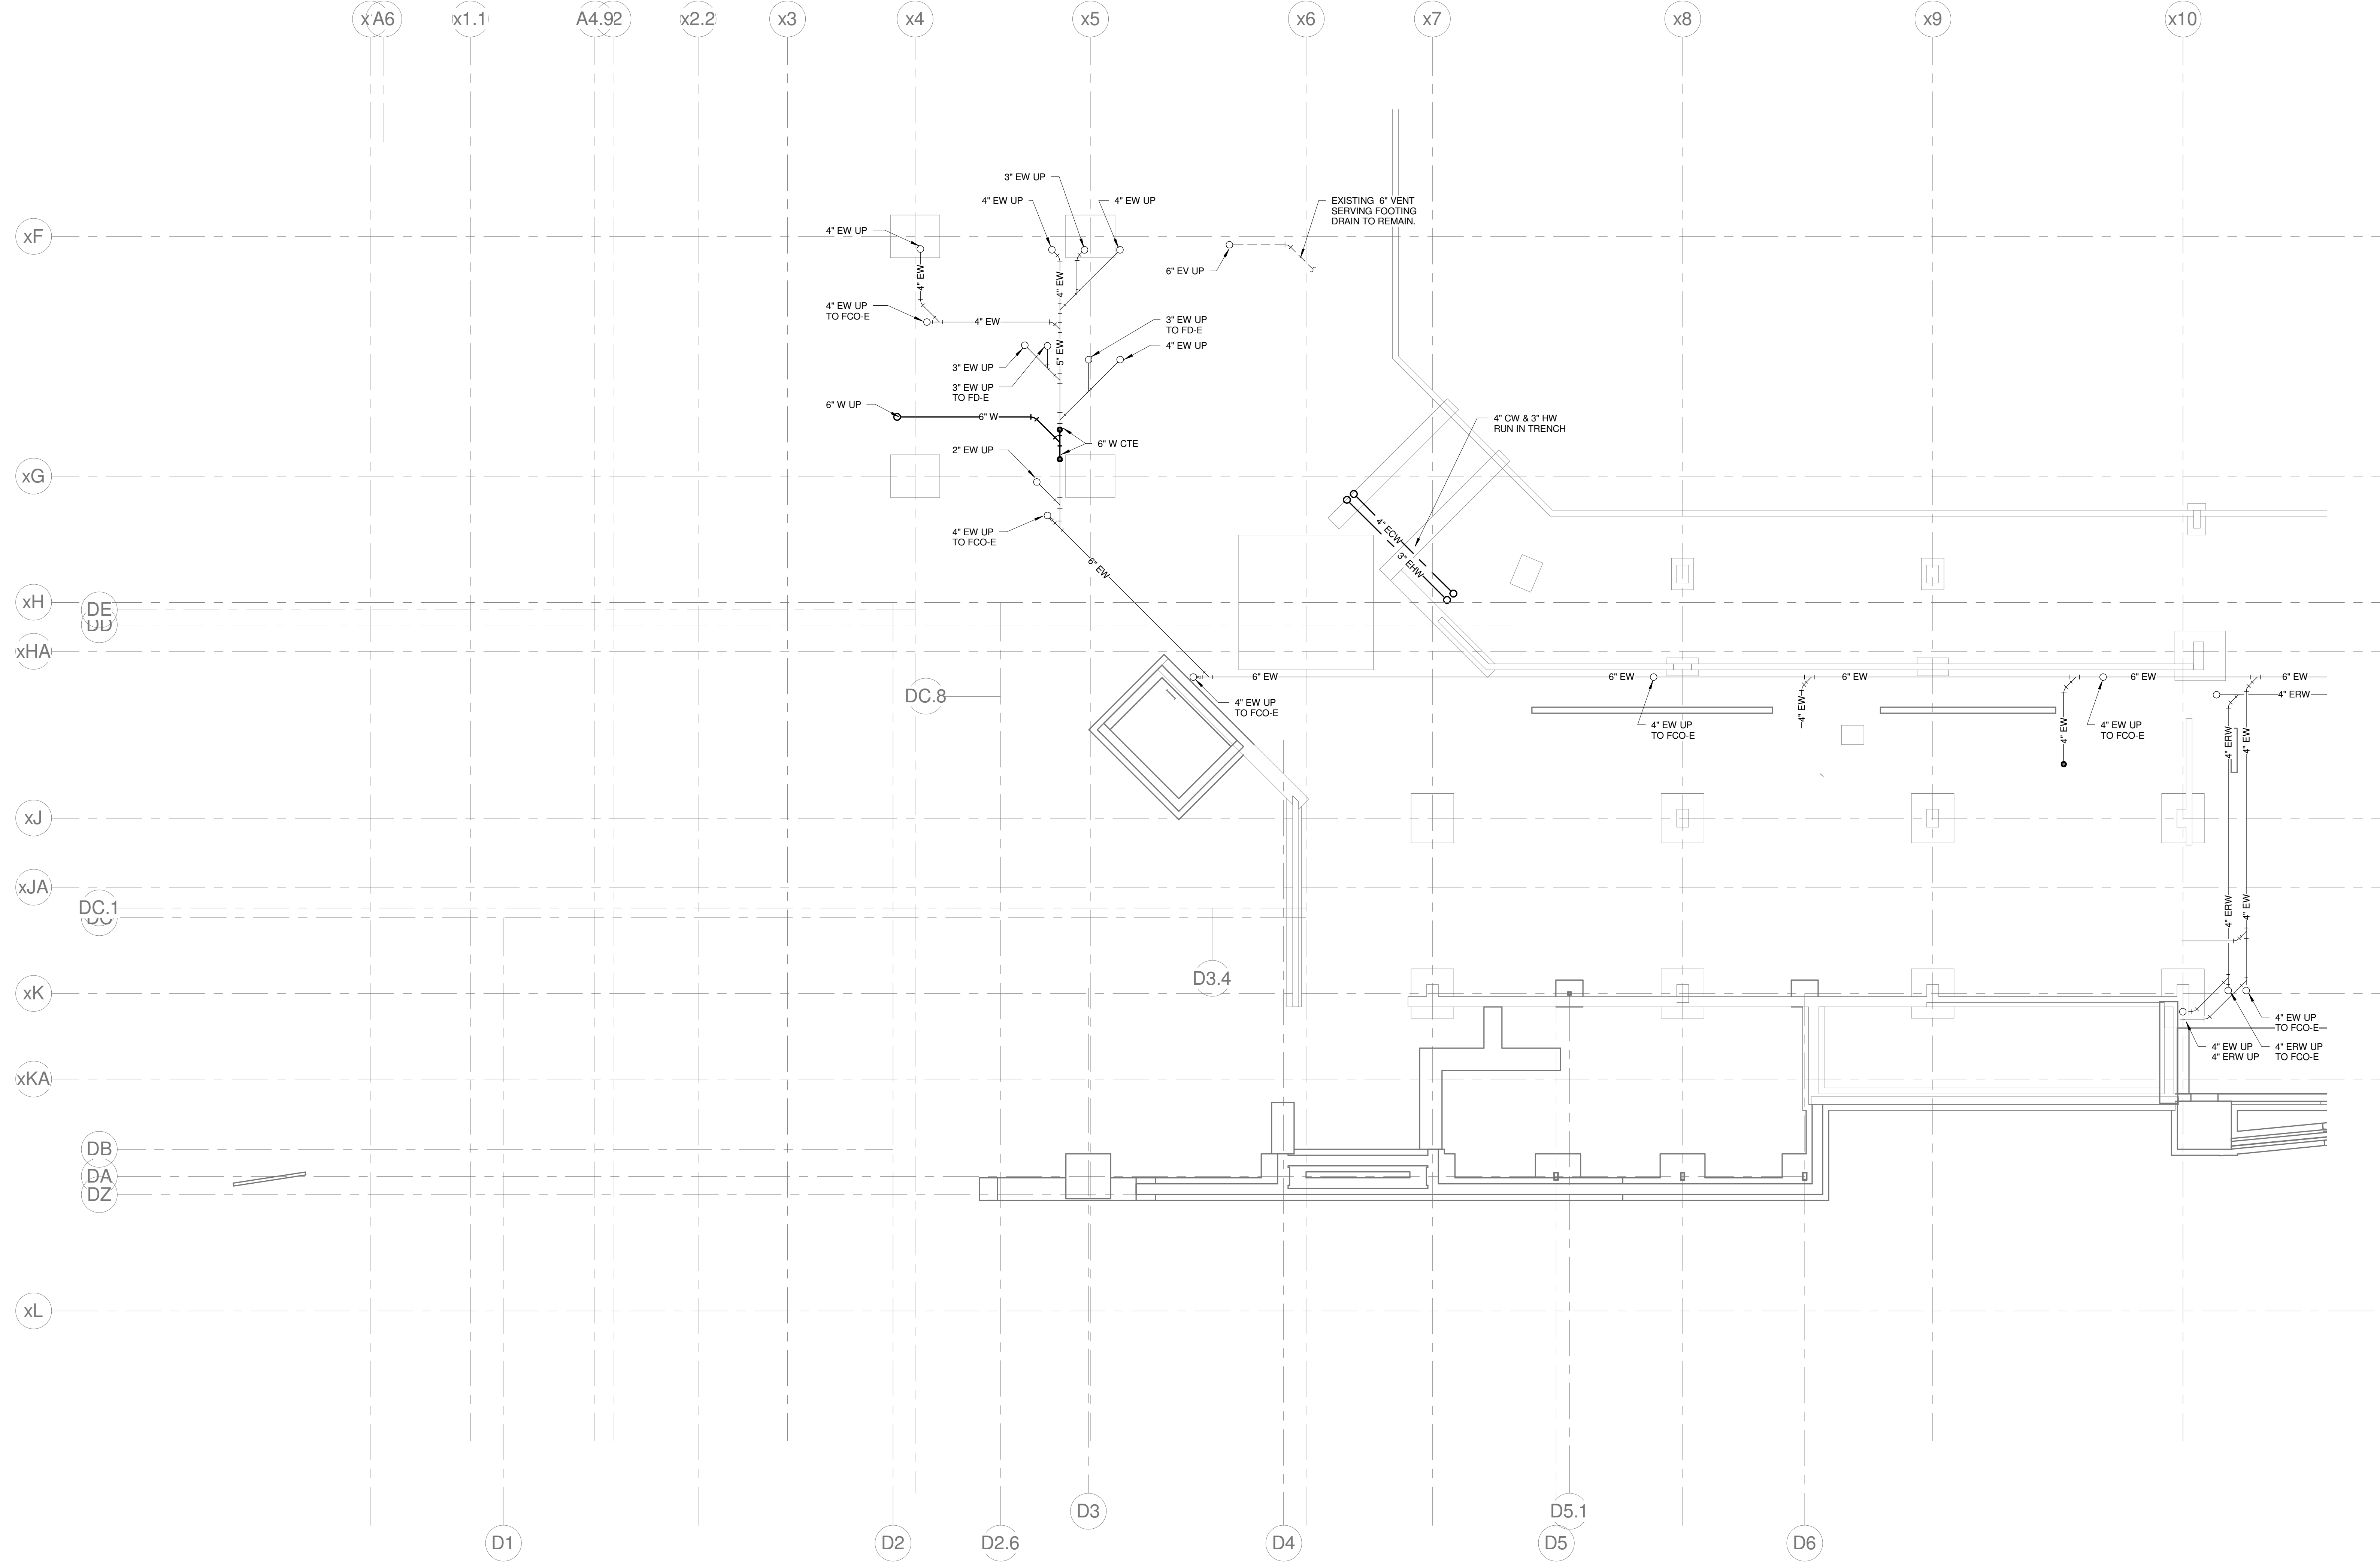 A6
x1.1
A4.9
2
x2.2
x3
x4
x5
x6
x7
x8
x9
x10
3" EW UP
4" EW UP
4" EW UP
EXISTING 6" VENT
SERVING FOOTING
DRAIN TO REMAIN.
4" EW UP
xF
6" EV UP
4" EW
4" EW
4" EW UP
TO FCO-E
4" EW
3" EW UP
TO FD-E
4" EW UP
5" EW
3" EW UP
3" EW UP
TO FD-E
6" W UP
6" W
4" CW & 3" HW
RUN IN TRENCH
6" W CTE
2" EW UP
xG
4" EW UP
TO FCO-E
4" ECW
3" EHW
6" EW
xH
DE
DD
xHA
6" EW
6" EW
6" EW
6" EW
6" EW
DC.8
4" ERW
4" EW UP
TO FCO-E
4" EW
4" EW UP
TO FCO-E
4" EW
4" EW UP
TO FCO-E
4" ERW
4" EW
xJ
xJA
DC.1
DC
4" ERW
4" EW
D3.4
xK
4" EW UP
TO FCO-E
4" EW UP
4" ERW UP
4" ERW UP
TO FCO-E
xKA
DB
DA
DZ
xL
D3
D5.1
D1
D2
D2.6
D4
D5
D6